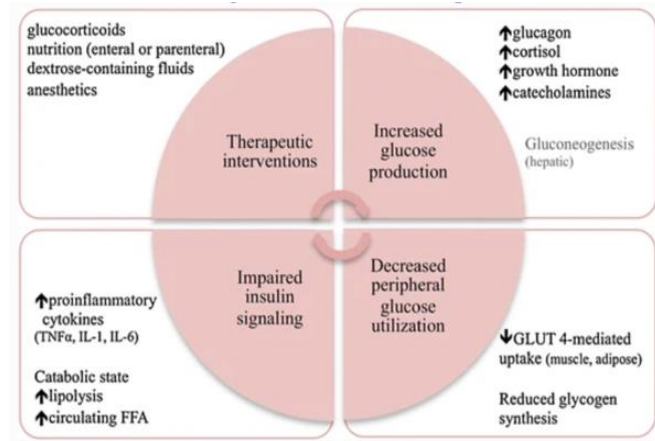 glucocorticoids
nutrition (enteral or parenteral)
dextrose-containing fluids
anesthetics
Therapeutic
interventions
↑glucagon
↑cortisol
↑growth hormone
↑catecholamines
Gluconeogenesis
(hepatic)
Increased
glucose
production
↑proinflammatory
cytokines
(TNFα, IL-1, IL-6)
Catabolic state
↑lipolysis
↑circulating FFA
Impaired
insulin
signaling
Decreased
peripheral
glucose
utilization
↓GLUT 4-mediated
uptake (muscle, adipose)
Reduced glycogen
synthesis